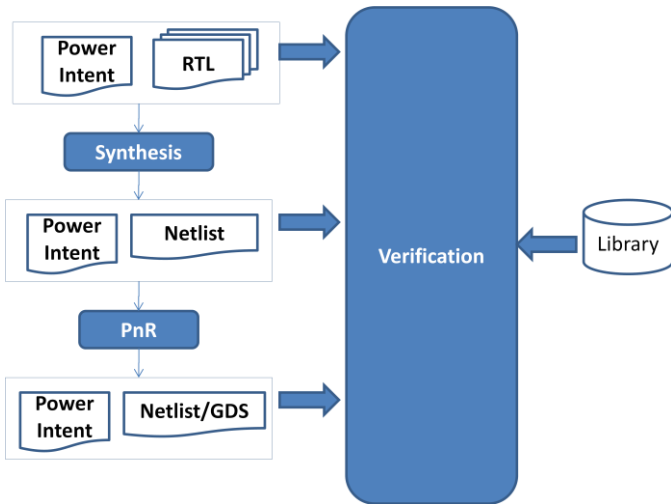 Power
Intent
RTL
Synthesis
Power
Intent
Netlist
Verification
Library
PnR
Power
Intent
Netlist/GDS